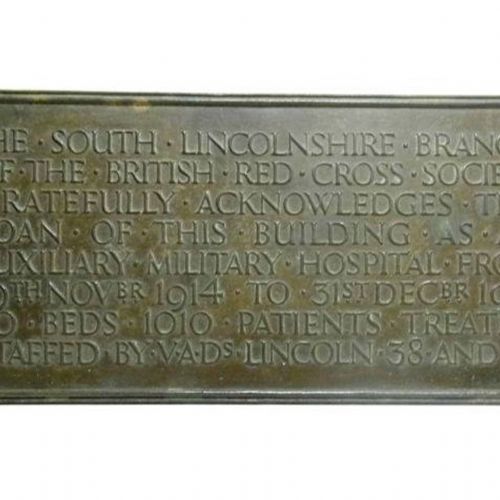 HE · SOUTH · LINCOLNSHIRE · BRANC
F · THE · BRITISH · RED · CROSS · SOCIE
RATEFULLY · ACKNOWLEDGES · T
OAN · OF · THIS · BUILDING · AS ·
UXILIARY · MILITARY · HOSPITAL · FRO
TH NOVBR 1914 · TO · 31ST DECBR 1
O · BEDS · 1010 · PATIENTS · TREAT
TAFFED · BY · V·A·Ds LINCOLN · 38 · AND ·